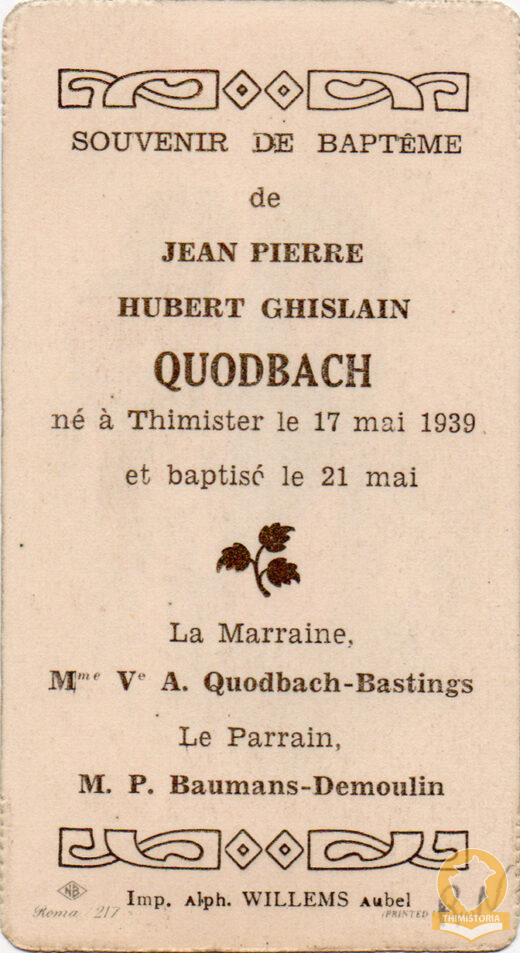 SOUVENIR DE BAPTÊME
de
JEAN PIERRE
HUBERT GHISLAIN
QUODBACH
né à Thimister le 17 mai 1939
et baptisé le 21 mai
La Marraine,
Mme Ve A. Quodbach-Bastings
Le Parrain,
M. P. Baumans-Demoulin
Imp. Alph. WILLEMS Aubel
NB
Roma 217
(PRINTED
THIMISTORIA